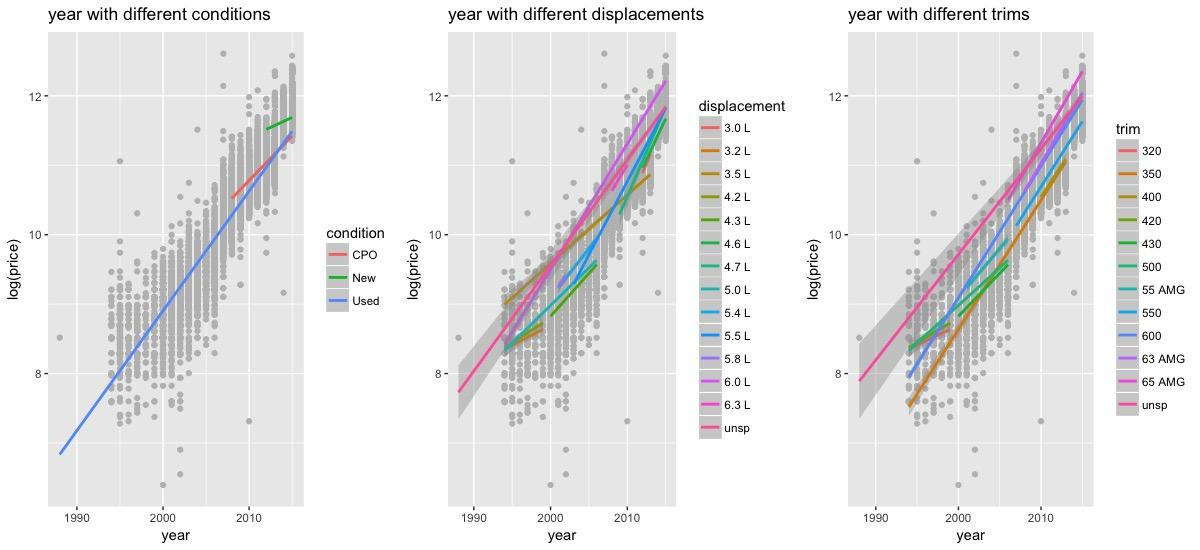 year with different conditions
log(price)
12
10
8
1990
2000
2010
year
condition
CPO
New
Used
year with different displacements
log(price)
12
10
8
1990
2000
2010
year
displacement
3.0 L
3.2 L
3.5 L
4.2 L
4.3 L
4.6 L
4.7 L
5.0 L
5.4 L
5.5 L
5.8 L
6.0 L
6.3 L
unsp
year with different trims
log(price)
12
10
8
1990
2000
2010
year
trim
320
350
400
420
430
500
55 AMG
550
600
63 AMG
65 AMG
unsp